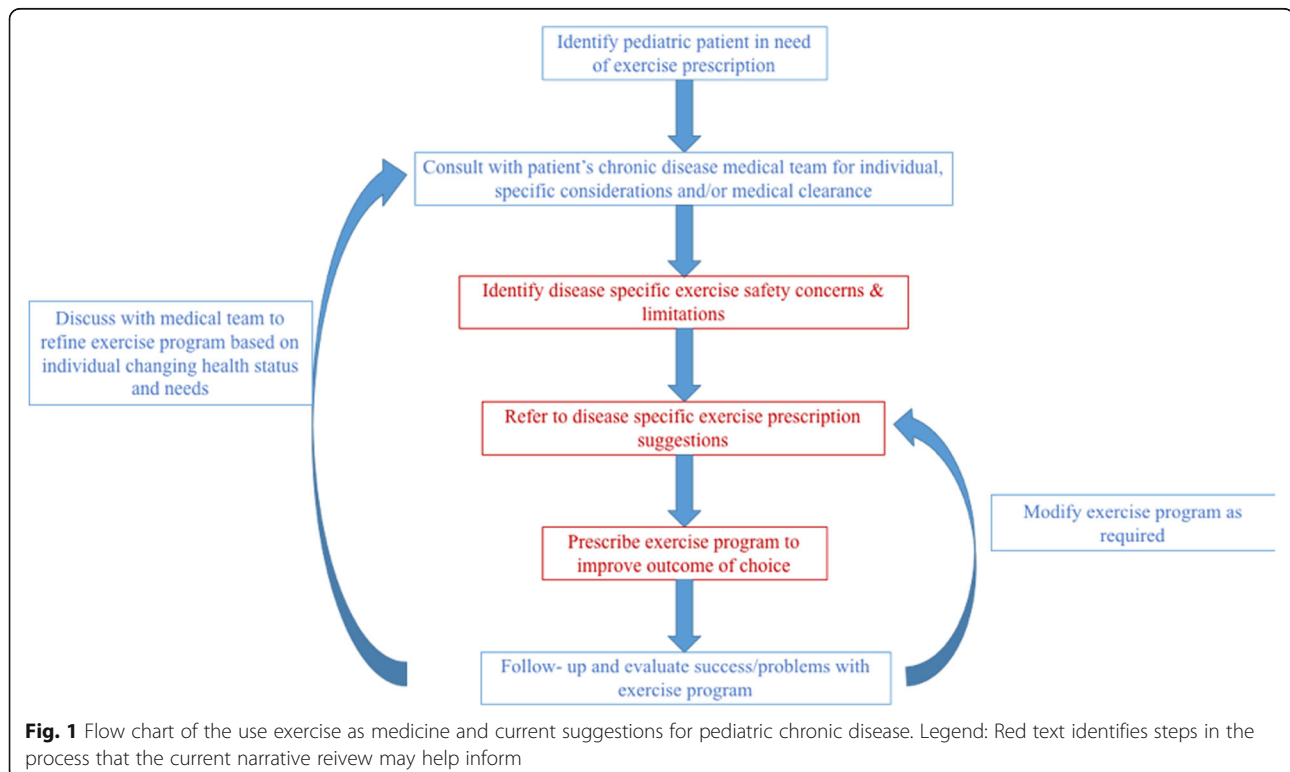 Identify pediatric patient in need
of exercise prescription
Consult with patient's chronic disease medical team for individual,
specific considerations and/or medical clearance
Identify disease specific exercise safety concerns &
limitations
Discuss with medical team to
refine exercise program based on
individual changing health status
and needs
Refer to disease specific exercise prescription
suggestions
Modify exercise program as
required
Prescribe exercise program to
improve outcome of choice
Follow- up and evaluate success/problems with
exercise program
Fig. 1 Flow chart of the use exercise as medicine and current suggestions for pediatric chronic disease. Legend: Red text identifies steps in the
process that the current narrative reivew may help inform